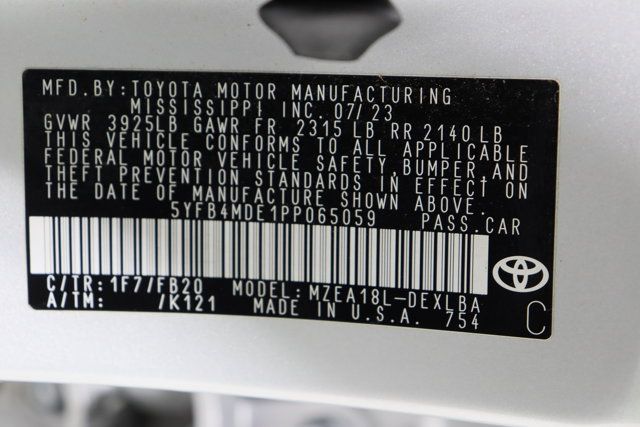 MFD.BY:TOYOTA MOTOR MANUFACTURING
MISSISSIPPI INC. 07/23
GVWR 3925LB GAWR FR 2315 LB RR 2140 LB
THIS VEHICLE CONFORMS TO ALL APPLICABLE
FEDERAL MOTOR VEHICLE SAFETY,BUMPER,AND
THEFT PREVENTION STANDARDS IN EFFECT ON
THE DATE OF MANUFACTURE SHOWN ABOVE.
5YFB4MDE1PP065059 PASS.CAR
C/TR: 1F7/FB20 MODEL: MZEA18L-DEXLBA
A/TM: /K121 MADE IN U.S.A. 754
C